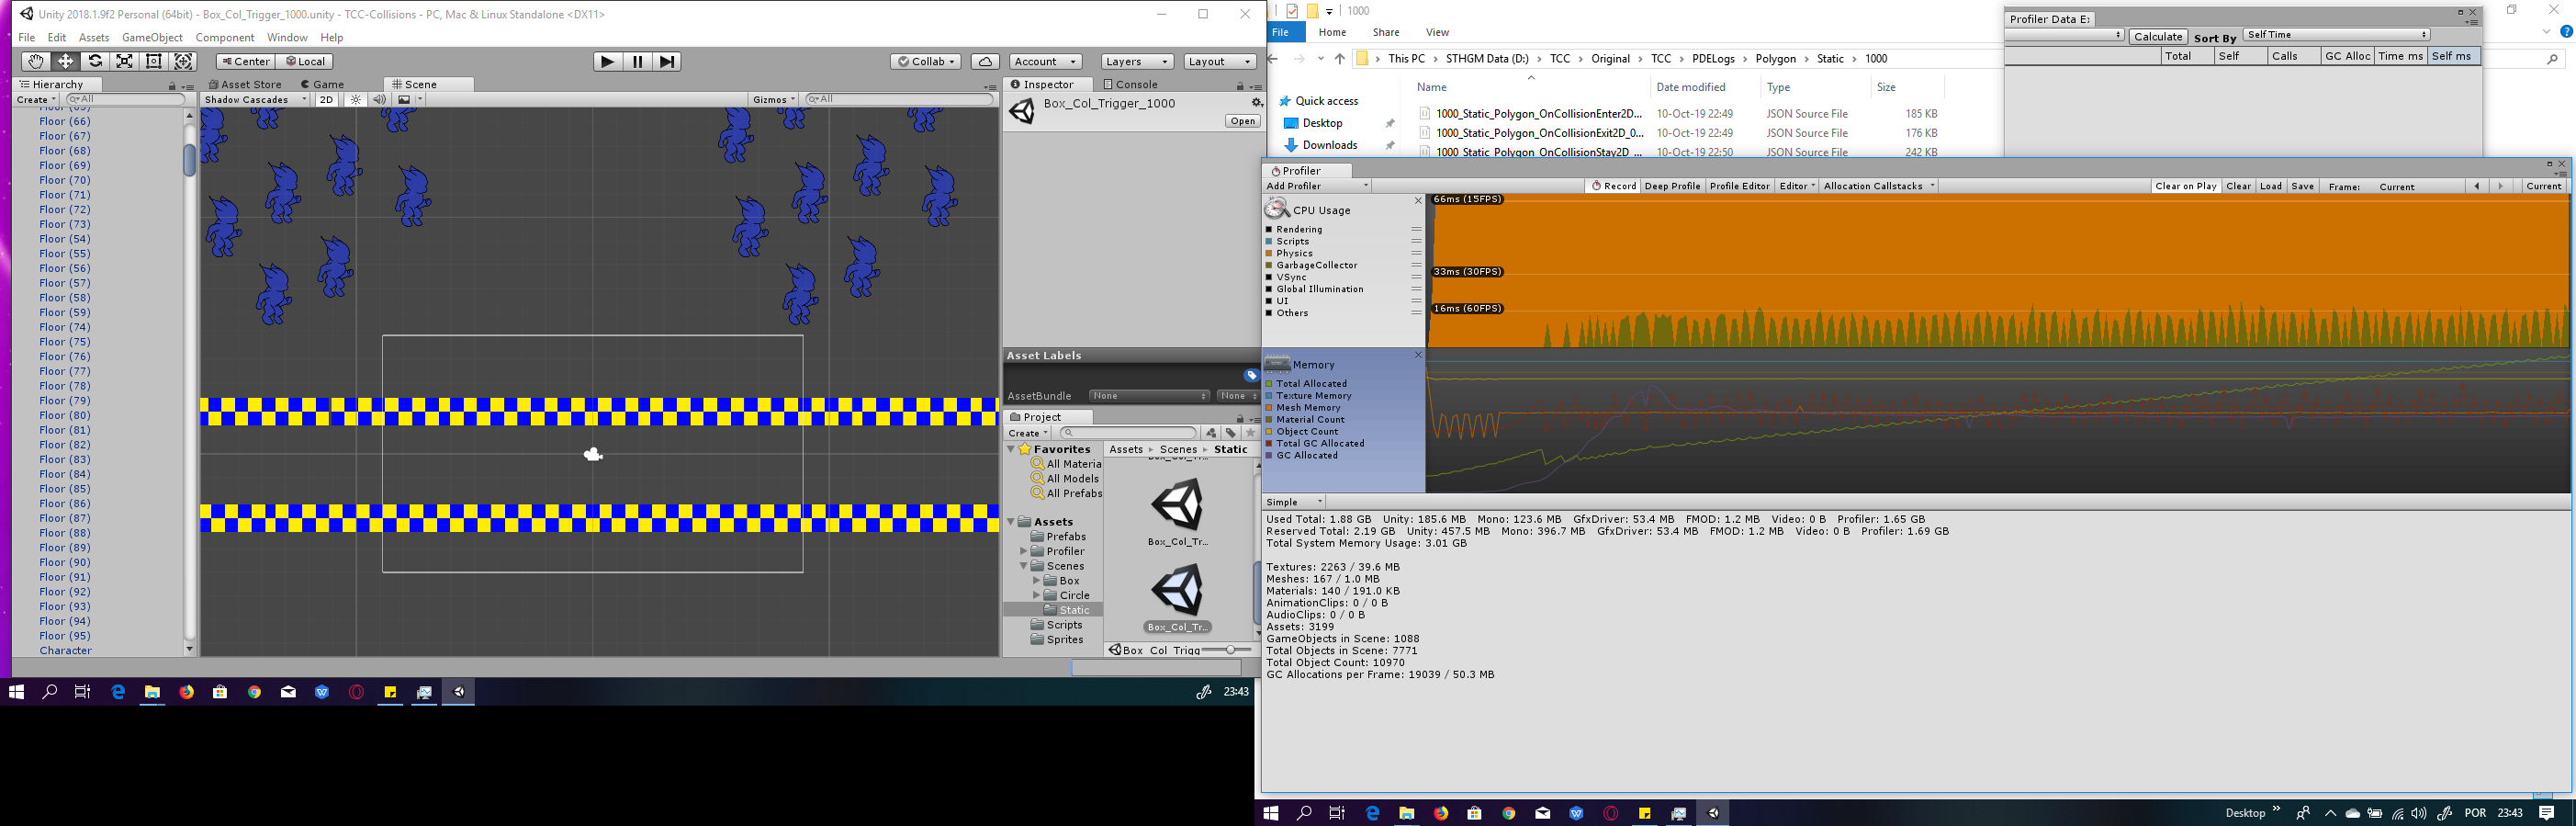 Unity 2018.1.9f2 Personal (64bit) - Box_Col_Trigger_1000.unity - TCC-Collisions - PC, Mac & Linux Standalone <DX11>
File Edit Assets GameObject Component Window Help
Center Local
Collab Account Layers Layout
Hierarchy
Create All
Floor (65)
Floor (66)
Floor (67)
Floor (68)
Floor (69)
Floor (70)
Floor (71)
Floor (72)
Floor (73)
Floor (54)
Floor (55)
Floor (56)
Floor (57)
Floor (58)
Floor (59)
Floor (74)
Floor (75)
Floor (76)
Floor (77)
Floor (78)
Floor (79)
Floor (80)
Floor (81)
Floor (82)
Floor (83)
Floor (84)
Floor (85)
Floor (86)
Floor (87)
Floor (88)
Floor (89)
Floor (90)
Floor (91)
Floor (92)
Floor (93)
Floor (94)
Floor (95)
Character
Asset Store Game Scene
Shadow Cascades 2D Gizmos All
Inspector Console
Box_Col_Trigger_1000
Open
Asset Labels
AssetBundle None None
Project
Create
Favorites
All Materia
All Models
All Prefabs
Assets
Prefabs
Profiler
Scenes
Box
Circle
Static
Scripts
Sprites
Assets Scenes Static
Box_Col_Tr...
Box_Col_Tr...
Box_Col_Tr...
Box Col Trigg
23:43
1000
File Home Share View
This PC STHGM Data (D:) TCC Original TCC PDELogs Polygon Static 1000
Quick access
Desktop
Downloads
Name Date modified Type Size
1000_Static_Polygon_OnCollisionEnter2D... 10-Oct-19 22:49 JSON Source File 185 KB
1000_Static_Polygon_OnCollisionExit2D_0... 10-Oct-19 22:49 JSON Source File 176 KB
1000_Static_Polygon_OnCollisionStay2D_... 10-Oct-19 22:50 JSON Source File 242 KB
Profiler Data E
Calculate Sort By Self Time
Total Self Calls GC Alloc Time ms Self ms
Profiler
Add Profiler Record Deep Profile Profile Editor Editor Allocation Callstacks Clear on Play Clear Load Save Frame: Current Current
CPU Usage
Rendering
Scripts
Physics
GarbageCollector
VSync
Global Illumination
UI
Others
66ms (15FPS)
33ms (30FPS)
16ms (60FPS)
Memory
Total Allocated
Texture Memory
Mesh Memory
Material Count
Object Count
Total GC Allocated
GC Allocated
Simple
Used Total: 1.88 GB Unity: 185.6 MB Mono: 123.6 MB GfxDriver: 53.4 MB FMOD: 1.2 MB Video: 0 B Profiler: 1.65 GB
Reserved Total: 2.19 GB Unity: 457.5 MB Mono: 396.7 MB GfxDriver: 53.4 MB FMOD: 1.2 MB Video: 0 B Profiler: 1.69 GB
Total System Memory Usage: 3.01 GB
Textures: 2263 / 39.6 MB
Meshes: 167 / 1.0 MB
Materials: 140 / 191.0 KB
AnimationClips: 0 / 0 B
AudioClips: 0 / 0 B
Assets: 3199
GameObjects in Scene: 1088
Total Objects in Scene: 7771
Total Object Count: 10970
GC Allocations per Frame: 19039 / 50.3 MB
Desktop POR 23:43